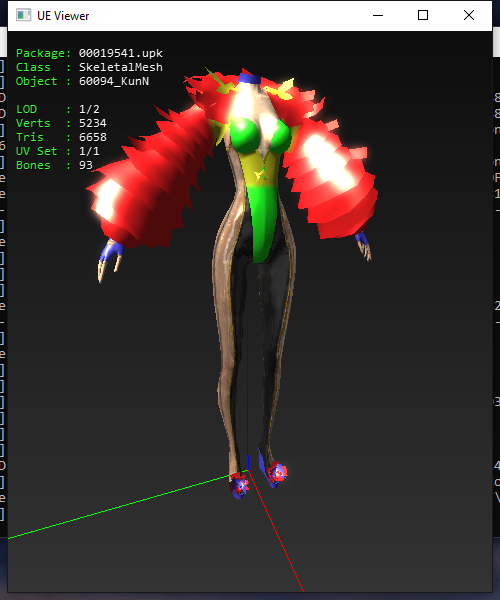 UE Viewer
Package: 00019541.upk
Class : SkeletalMesh
Object : 60094_KunN
LOD : 1/2
Verts : 5234
Tris : 6658
UV Set : 1/1
Bones : 93